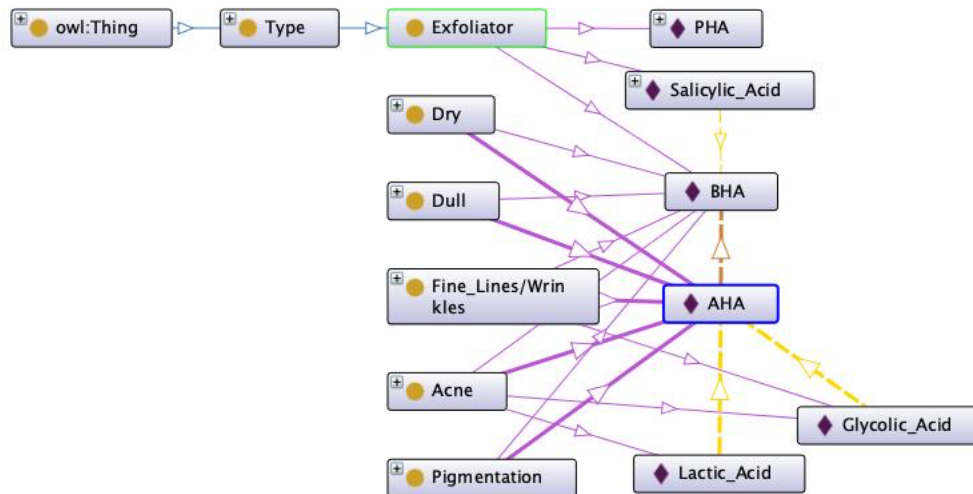 owl:Thing
Type
Exfoliator
PHA
Salicylic_Acid
Dry
BHA
Dull
Fine_Lines/Wrin
kles
AHA
Acne
Glycolic_Acid
Pigmentation
Lactic_Acid